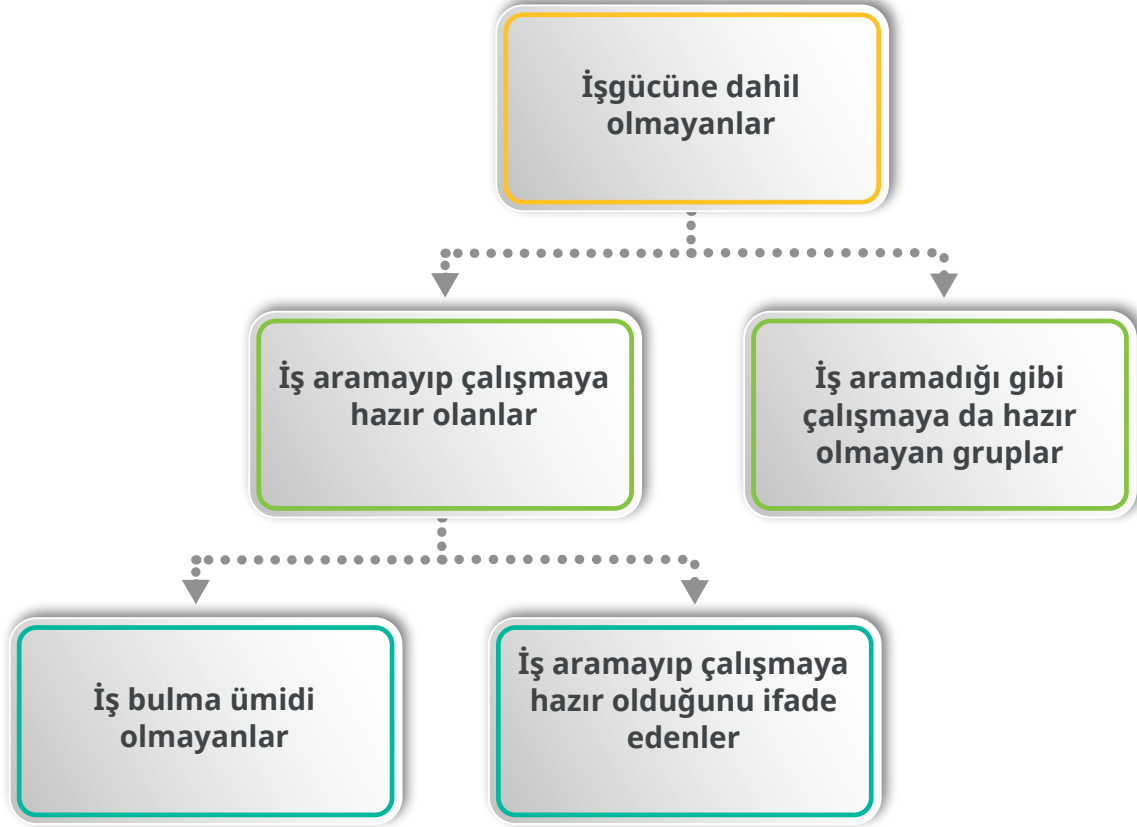 İşgücüne dahil
olmayanlar
İş aramayıp çalışmaya
hazır olanlar
İş aramadığı gibi
çalışmaya da hazır
olmayan gruplar
İş bulma ümidi
olmayanlar
İş aramayıp çalışmaya
hazır olduğunu ifade
edenler